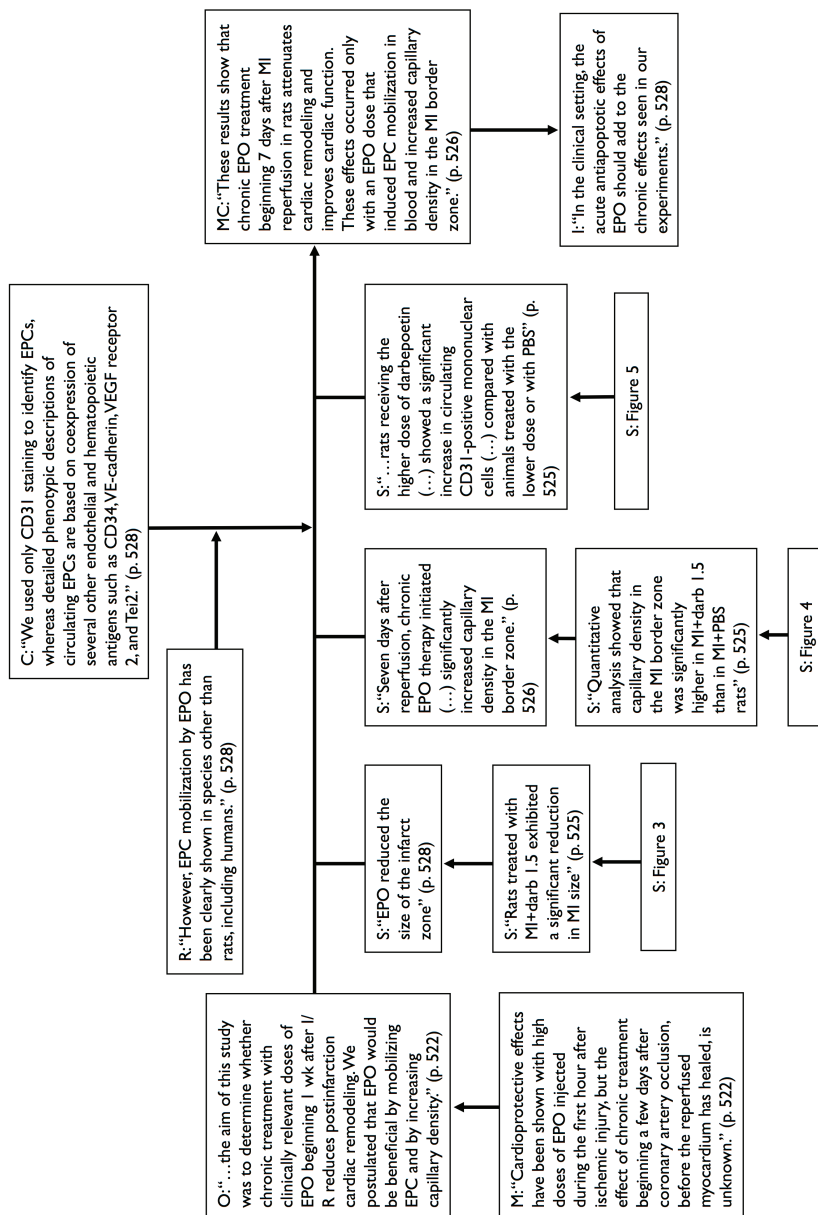 C: “We used only CD31 staining to identify EPCs,
whereas detailed phenotypic descriptions of
circulating EPCs are based on coexpression of
several other endothelial and hematopoietic
antigens such as CD34, VE-cadherin, VEGF receptor
2, and Tei2.” (p. 528)
R: “However, EPC mobilization by EPO has
been clearly shown in species other than
rats, including humans.” (p. 528)
O: “…the aim of this study
was to determine whether
chronic treatment with
clinically relevant doses of
EPO beginning 1 wk after I/
R reduces postinfarction
cardiac remodeling. We
postulated that EPO would
be beneficial by mobilizing
EPC and by increasing
capillary density.” (p. 522)
M: “Cardioprotective effects
have been shown with high
doses of EPO injected
during the first hour after
ischemic injury, but the
effect of chronic treatment
beginning a few days after
coronary artery occlusion,
before the reperfused
myocardium has healed, is
unknown.” (p. 522)
S: “EPO reduced the
size of the infarct
zone” (p. 528)
S: “Rats treated with
MI+darb 1.5 exhibited
a significant reduction
in MI size” (p. 525)
S: Figure 3
S: “Seven days after
reperfusion, chronic
EPO therapy initiated
(…) significantly
increased capillary
density in the MI
border zone.” (p.
526)
S: “Quantitative
analysis showed that
capillary density in
the MI border zone
was significantly
higher in MI+darb 1.5
than in MI+PBS
rats” (p. 525)
S: Figure 4
S: “…rats receiving the
higher dose of darbepoetin
(…) showed a significant
increase in circulating
CD31-positive mononuclear
cells (…) compared with
animals treated with the
lower dose or with PBS” (p.
525)
S: Figure 5
MC: “These results show that
chronic EPO treatment
beginning 7 days after MI
reperfusion in rats attenuates
cardiac remodeling and
improves cardiac function.
These effects occurred only
with an EPO dose that
induced EPC mobilization in
blood and increased capillary
density in the MI border
zone.” (p. 526)
I: “In the clinical setting, the
acute antiapoptotic effects of
EPO should add to the
chronic effects seen in our
experiments.” (p. 528)